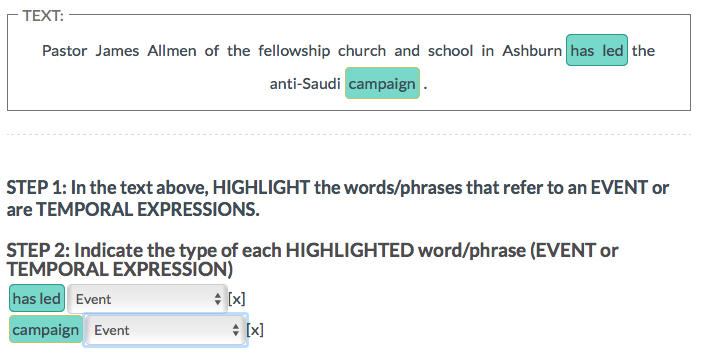 TEXT:
Pastor James Allmen of the fellowship church and school in Ashburn has led the
anti-Saudi campaign .
STEP 1: In the text above, HIGHLIGHT the words/phrases that refer to an EVENT or
are TEMPORAL EXPRESSIONS.
STEP 2: Indicate the type of each HIGHLIGHTED word/phrase (EVENT or
TEMPORAL EXPRESSION)
has led Event [x]
campaign Event [x]